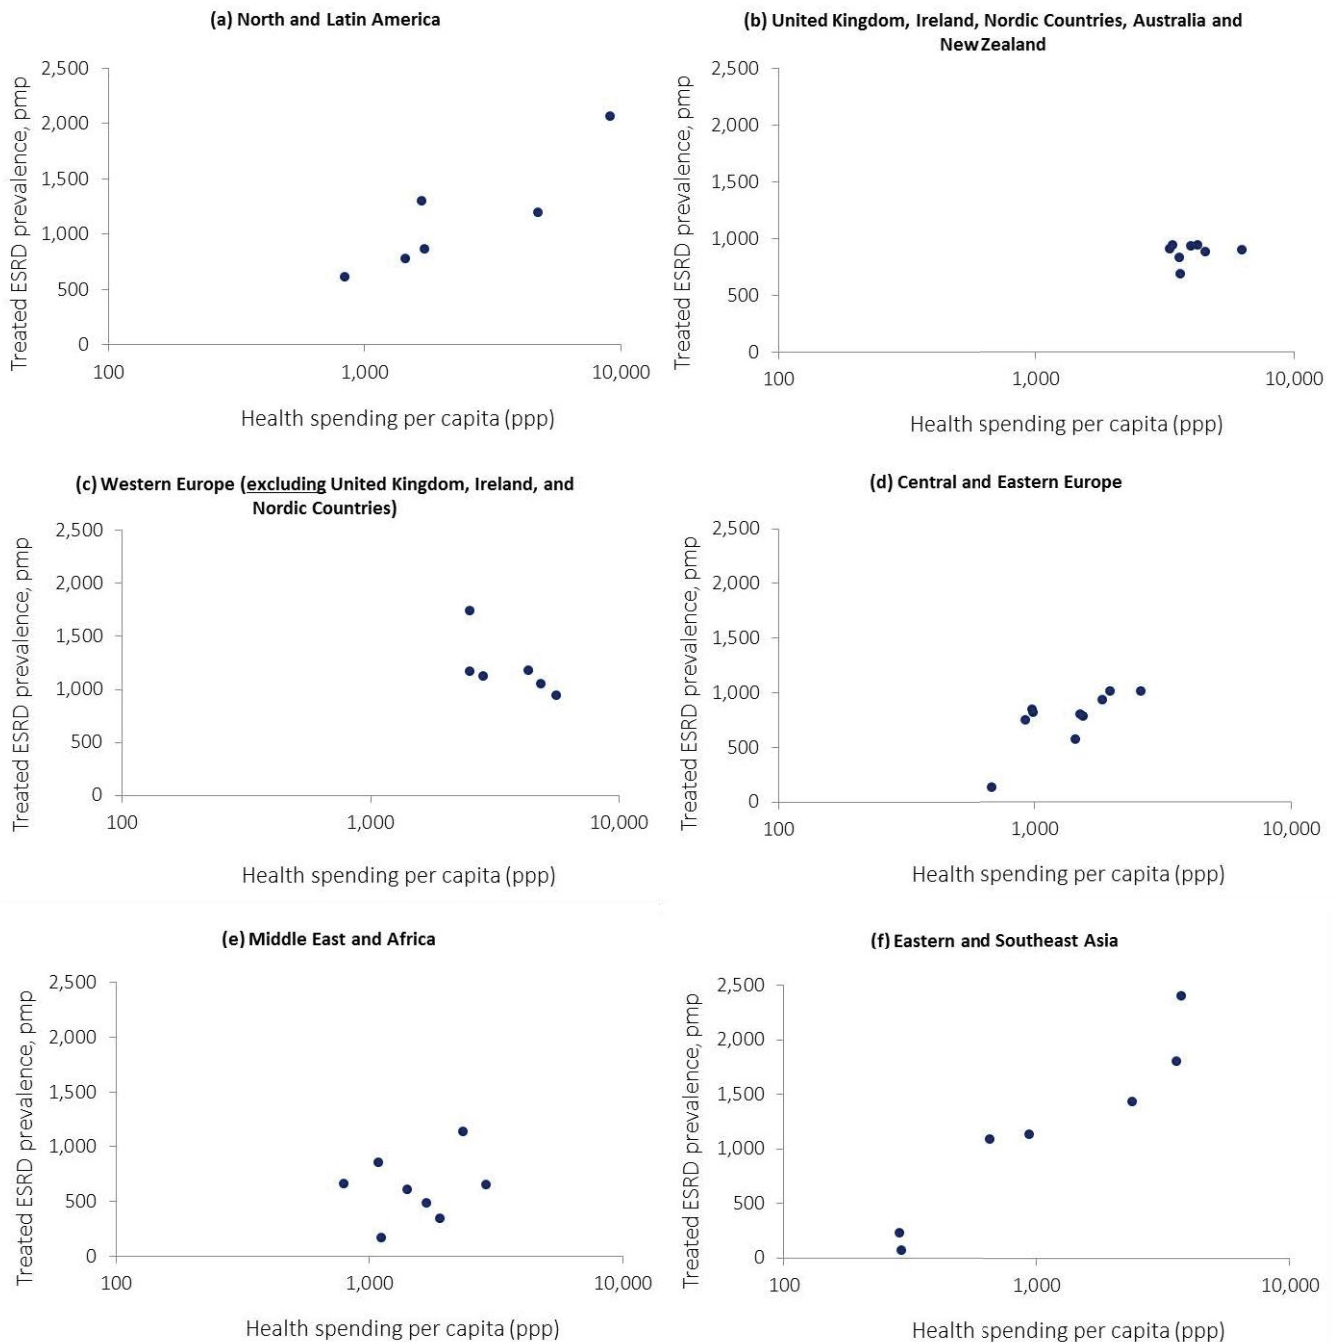 (a) North and Latin America
Treated ESRD prevalence, pmp
2,500
2,000
1,500
1,000
500
0
100
1,000
10,000
Health spending per capita (ppp)
(b) United Kingdom, Ireland, Nordic Countries, Australia and
New Zealand
Treated ESRD prevalence, pmp
2,500
2,000
1,500
1,000
500
0
100
1,000
10,000
Health spending per capita (ppp)
(c) Western Europe (excluding United Kingdom, Ireland, and
Nordic Countries)
Treated ESRD prevalence, pmp
2,500
2,000
1,500
1,000
500
0
100
1,000
10,000
Health spending per capita (ppp)
(d) Central and Eastern Europe
Treated ESRD prevalence, pmp
2,500
2,000
1,500
1,000
500
0
100
1,000
10,000
Health spending per capita (ppp)
(e) Middle East and Africa
Treated ESRD prevalence, pmp
2,500
2,000
1,500
1,000
500
0
100
1,000
10,000
Health spending per capita (ppp)
(f) Eastern and Southeast Asia
Treated ESRD prevalence, pmp
2,500
2,000
1,500
1,000
500
0
100
1,000
10,000
Health spending per capita (ppp)